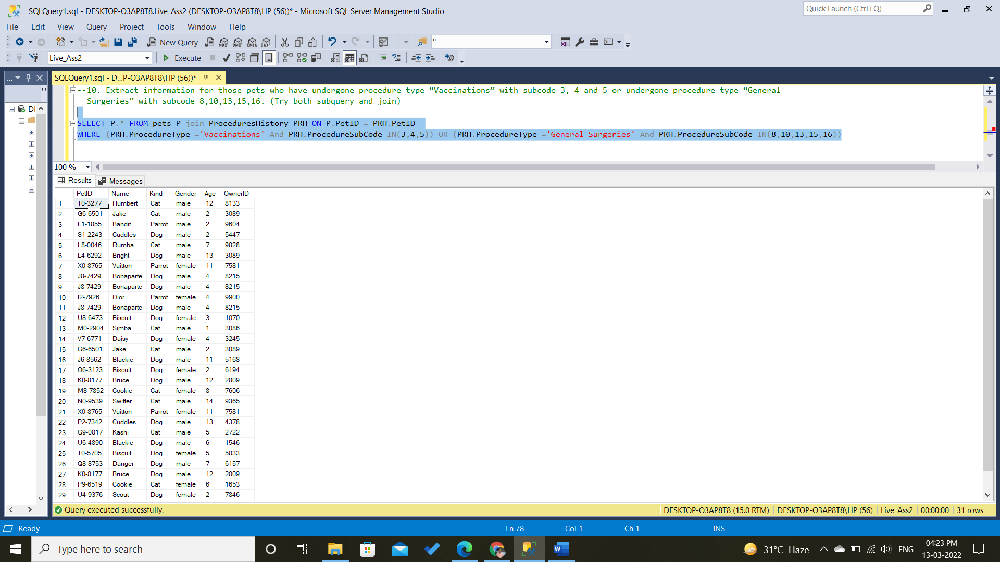 SQLQuery1.sql - DESKTOP-O3AP8T8.Live_Ass2 (DESKTOP-O3AP8T8\HP (56))* - Microsoft SQL Server Management Studio
Quick Launch (Ctrl+Q)
File Edit View Query Project Tools Window Help
New Query MDX DMX XMLA DAX "
Live_Ass2 Execute
... SQLQuery1.sql - D...P-O3AP8T8\HP (56))*
--10. Extract information for those pets who have undergone procedure type “Vaccinations” with subcode 3, 4 and 5 or undergone procedure type “General
--Surgeries” with subcode 8,10,13,15,16. (Try both subquery and join)
SELECT P.* FROM pets P join ProceduresHistory PRH ON P.PetID = PRH.PetID
WHERE (PRH.ProcedureType ='Vaccinations' And PRH.ProcedureSubCode IN(3,4,5)) OR (PRH.ProcedureType ='General Surgeries' And PRH.ProcedureSubCode IN(8,10,13,15,16))
100 %
Results Messages
PetID Name Kind Gender Age OwnerID
1 T0-3277 Humbert Cat male 12 8133
2 G6-6501 Jake Cat male 2 3089
3 F1-1855 Bandit Parrot male 2 9604
4 S1-2243 Cuddles Dog male 2 5447
5 L8-0046 Rumba Cat male 7 9828
6 L4-6292 Bright Dog male 13 3089
7 X0-8765 Vuitton Parrot female 11 7581
8 J8-7429 Bonaparte Dog male 4 8215
9 J8-7429 Bonaparte Dog male 4 8215
10 I2-7926 Dior Parrot female 4 9900
11 J8-7429 Bonaparte Dog male 4 8215
12 U8-6473 Biscuit Dog female 3 1070
13 M0-2904 Simba Cat male 1 3086
14 V7-6771 Daisy Dog female 4 3245
15 G6-6501 Jake Cat male 2 3089
16 J6-8562 Blackie Dog male 11 5168
17 O6-3123 Biscuit Dog female 2 6194
18 K0-8177 Bruce Dog male 12 2809
19 M8-7852 Cookie Cat female 8 7606
20 N0-9539 Swiffer Cat male 14 9365
21 X0-8765 Vuitton Parrot female 11 7581
22 P2-7342 Cuddles Dog male 13 4378
23 G9-0817 Kashi Cat male 5 2722
24 U6-4890 Blackie Dog male 6 1546
25 T0-5705 Biscuit Dog female 5 5833
26 Q8-8753 Danger Dog male 7 6157
27 K0-8177 Bruce Dog male 12 2809
28 P9-6519 Cookie Cat female 6 1653
29 U4-9376 Scout Dog female 2 7846
Query executed successfully. DESKTOP-O3AP8T8 (15.0 RTM) DESKTOP-O3AP8T8\HP (56) Live_Ass2 00:00:00 31 rows
Ready Ln 78 Col 1 Ch 1 INS
Type here to search 31°C Haze ENG 04:23 PM
13-03-2022